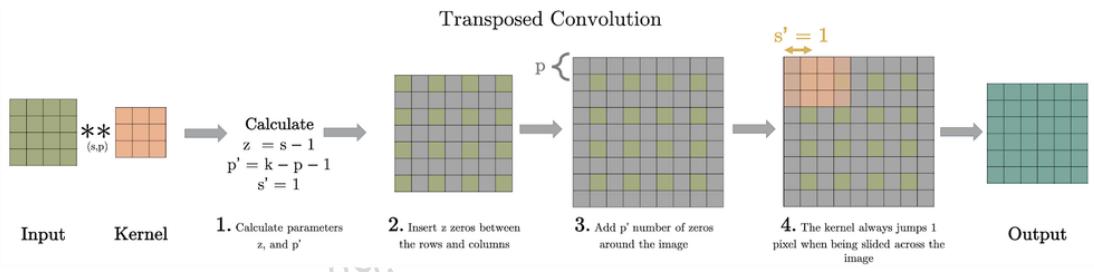 Transposed Convolution
s' = 1
p {
**
(s,p)
Calculate
z = s − 1
p' = k − p − 1
s' = 1
Input
Kernel
1. Calculate parameters
z, and p'
2. Insert z zeros between
the rows and columns
3. Add p' number of zeros
around the image
4. The kernel always jumps 1
pixel when being slided across the
image
Output